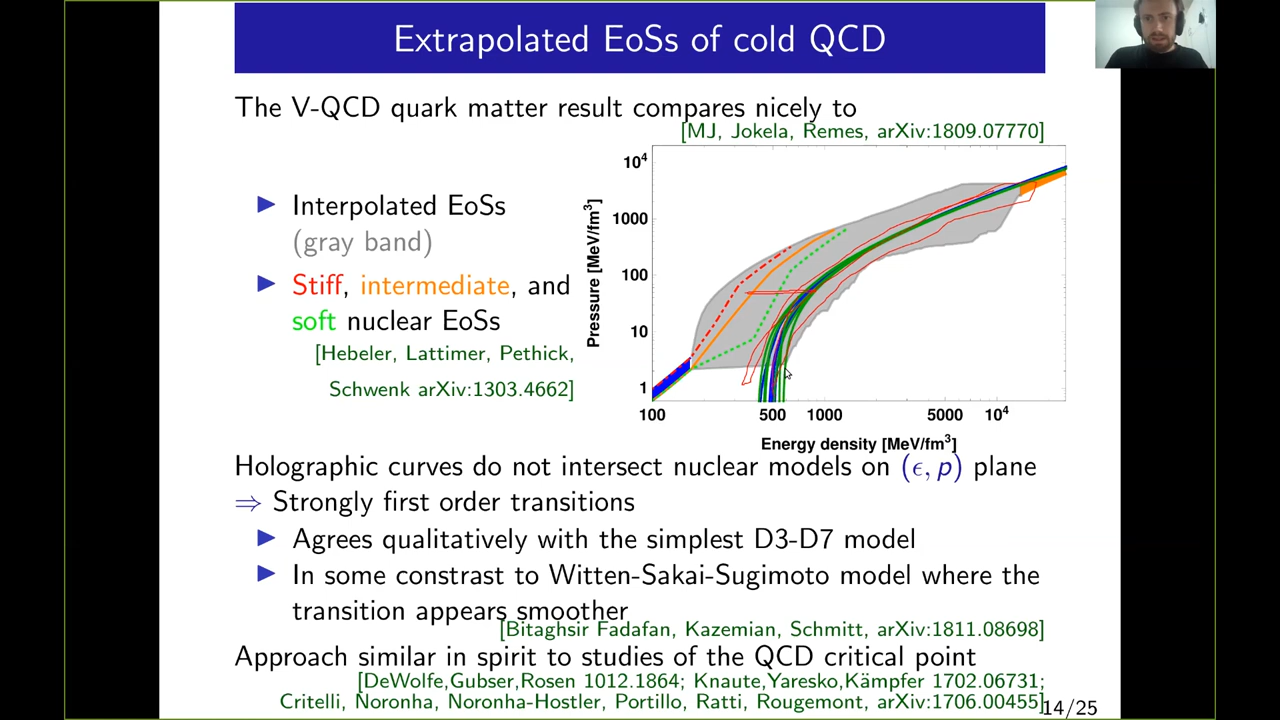 Extrapolated EoSs of cold QCD
The V-QCD quark matter result compares nicely to
[MJ, Jokela, Remes, arXiv:1809.07770]
▶ Interpolated EoSs
(gray band)
▶ Stiff, intermediate, and
soft nuclear EoSs
[Hebeler, Lattimer, Pethick,
Schwenk arXiv:1303.4662]
Pressure [MeV/fm³]
10⁴
1000
100
10
1
100 500 1000 5000 10⁴
Energy density [MeV/fm³]
Holographic curves do not intersect nuclear models on (ϵ, p) plane
⇒ Strongly first order transitions
▶ Agrees qualitatively with the simplest D3-D7 model
▶ In some constrast to Witten-Sakai-Sugimoto model where the
transition appears smoother
[Bitaghsir Fadafan, Kazemian, Schmitt, arXiv:1811.08698]
Approach similar in spirit to studies of the QCD critical point
[DeWolfe,Gubser,Rosen 1012.1864; Knaute,Yaresko,Kämpfer 1702.06731;
Critelli, Noronha, Noronha-Hostler, Portillo, Ratti, Rougemont, arXiv:1706.00455]
14/25